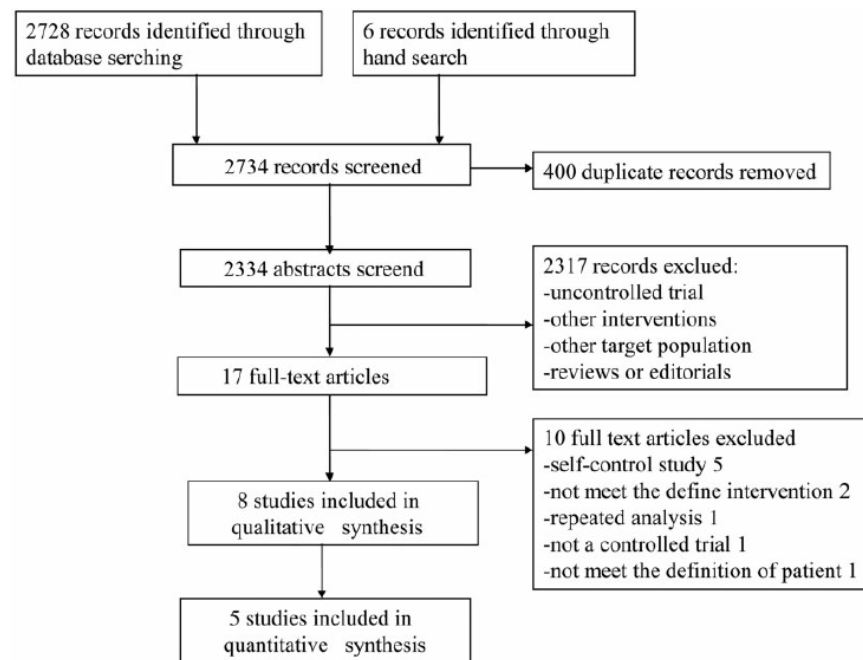 2728 records identified through
database serching
6 records identified through
hand search
2734 records screened
400 duplicate records removed
2334 abstracts screend
2317 records exclued:
-uncontrolled trial
-other interventions
-other target population
-reviews or editorials
17 full-text articles
10 full text articles excluded
-self-control study 5
-not meet the define intervention 2
-repeated analysis 1
-not a controlled trial 1
-not meet the definition of patient 1
8 studies included in
qualitative synthesis
5 studies included in
quantitative synthesis